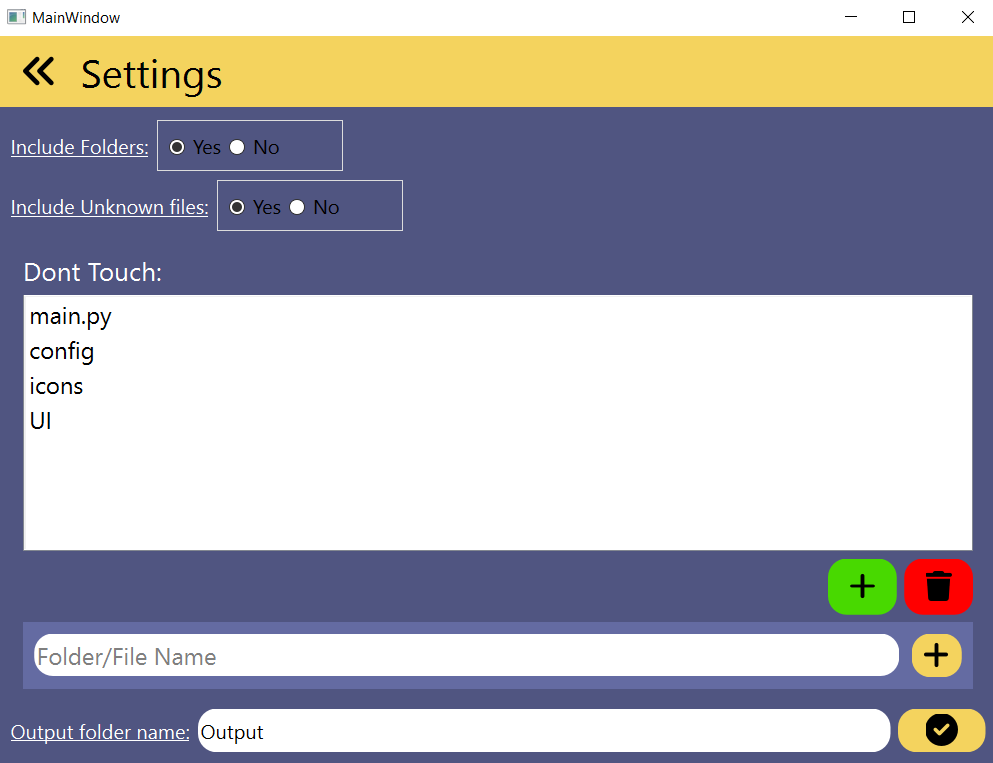 MainWindow
Settings
Include Folders: Yes No
Include Unknown files: Yes No
Dont Touch:
main.py
config
icons
UI
Folder/File Name
Output folder name: Output